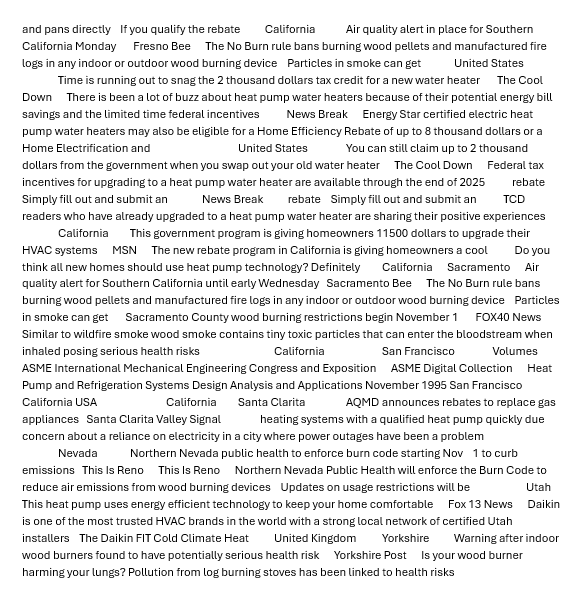 and pans directly If you qualify the rebate California Air quality alert in place for Southern
California Monday Fresno Bee The No Burn rule bans burning wood pellets and manufactured fire
logs in any indoor or outdoor wood burning device Particles in smoke can get United States
Time is running out to snag the 2 thousand dollars tax credit for a new water heater The Cool
Down There is been a lot of buzz about heat pump water heaters because of their potential energy bill
savings and the limited time federal incentives News Break Energy Star certified electric heat
pump water heaters may also be eligible for a Home Efficiency Rebate of up to 8 thousand dollars or a
Home Electrification and United States You can still claim up to 2 thousand
dollars from the government when you swap out your old water heater The Cool Down Federal tax
incentives for upgrading to a heat pump water heater are available through the end of 2025 rebate
Simply fill out and submit an News Break rebate Simply fill out and submit an TCD
readers who have already upgraded to a heat pump water heater are sharing their positive experiences
California This government program is giving homeowners 11500 dollars to upgrade their
HVAC systems MSN The new rebate program in California is giving homeowners a cool Do you
think all new homes should use heat pump technology? Definitely California Sacramento Air
quality alert for Southern California until early Wednesday Sacramento Bee The No Burn rule bans
burning wood pellets and manufactured fire logs in any indoor or outdoor wood burning device Particles
in smoke can get Sacramento County wood burning restrictions begin November 1 FOX40 News
Similar to wildfire smoke wood smoke contains tiny toxic particles that can enter the bloodstream when
inhaled posing serious health risks California San Francisco Volumes
ASME International Mechanical Engineering Congress and Exposition ASME Digital Collection Heat
Pump and Refrigeration Systems Design Analysis and Applications November 1995 San Francisco
California USA California Santa Clarita AQMD announces rebates to replace gas
appliances Santa Clarita Valley Signal heating systems with a qualified heat pump quickly due
concern about a reliance on electricity in a city where power outages have been a problem
Nevada Northern Nevada public health to enforce burn code starting Nov 1 to curb
emissions This Is Reno This Is Reno Northern Nevada Public Health will enforce the Burn Code to
reduce air emissions from wood burning devices Updates on usage restrictions will be Utah
This heat pump uses energy efficient technology to keep your home comfortable Fox 13 News Daikin
is one of the most trusted HVAC brands in the world with a strong local network of certified Utah
installers The Daikin FIT Cold Climate Heat United Kingdom Yorkshire Warning after indoor
wood burners found to have potentially serious health risk Yorkshire Post Is your wood burner
harming your lungs? Pollution from log burning stoves has been linked to health risks